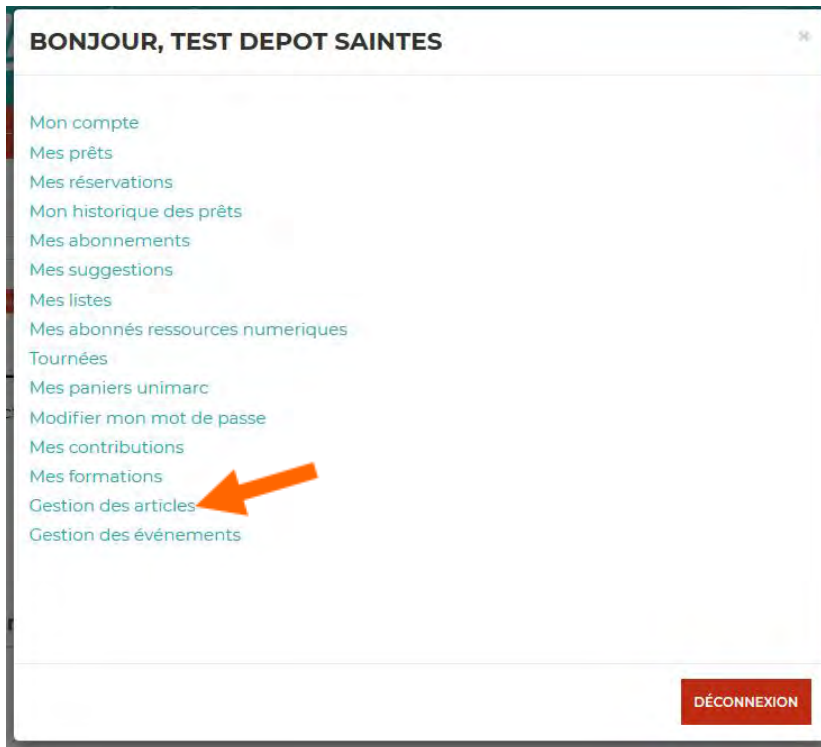 BONJOUR, TEST DEPOT SAINTES
Mon compte
Mes prêts
Mes réservations
Mon historique des prêts
Mes abonnements
Mes suggestions
Mes listes
Mes abonnés ressources numeriques
Tournées
Mes paniers unimarc
Modifier mon mot de passe
Mes contributions
Mes formations
Gestion des articles
Gestion des événements
DÉCONNEXION